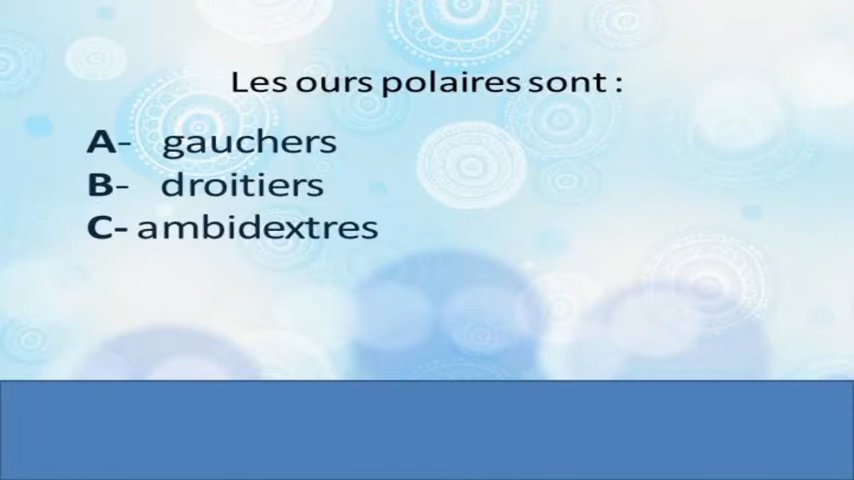 Les ours polaires sont :
A- gauchers
B- droitiers
C- ambidextres